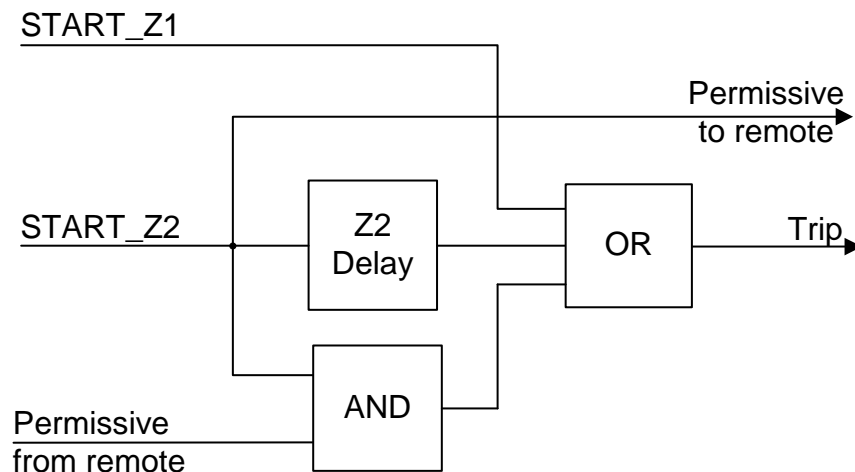 START_Z1
Permissive
to remote
START_Z2
Z2
Delay
OR
Trip
AND
Permissive
from remote